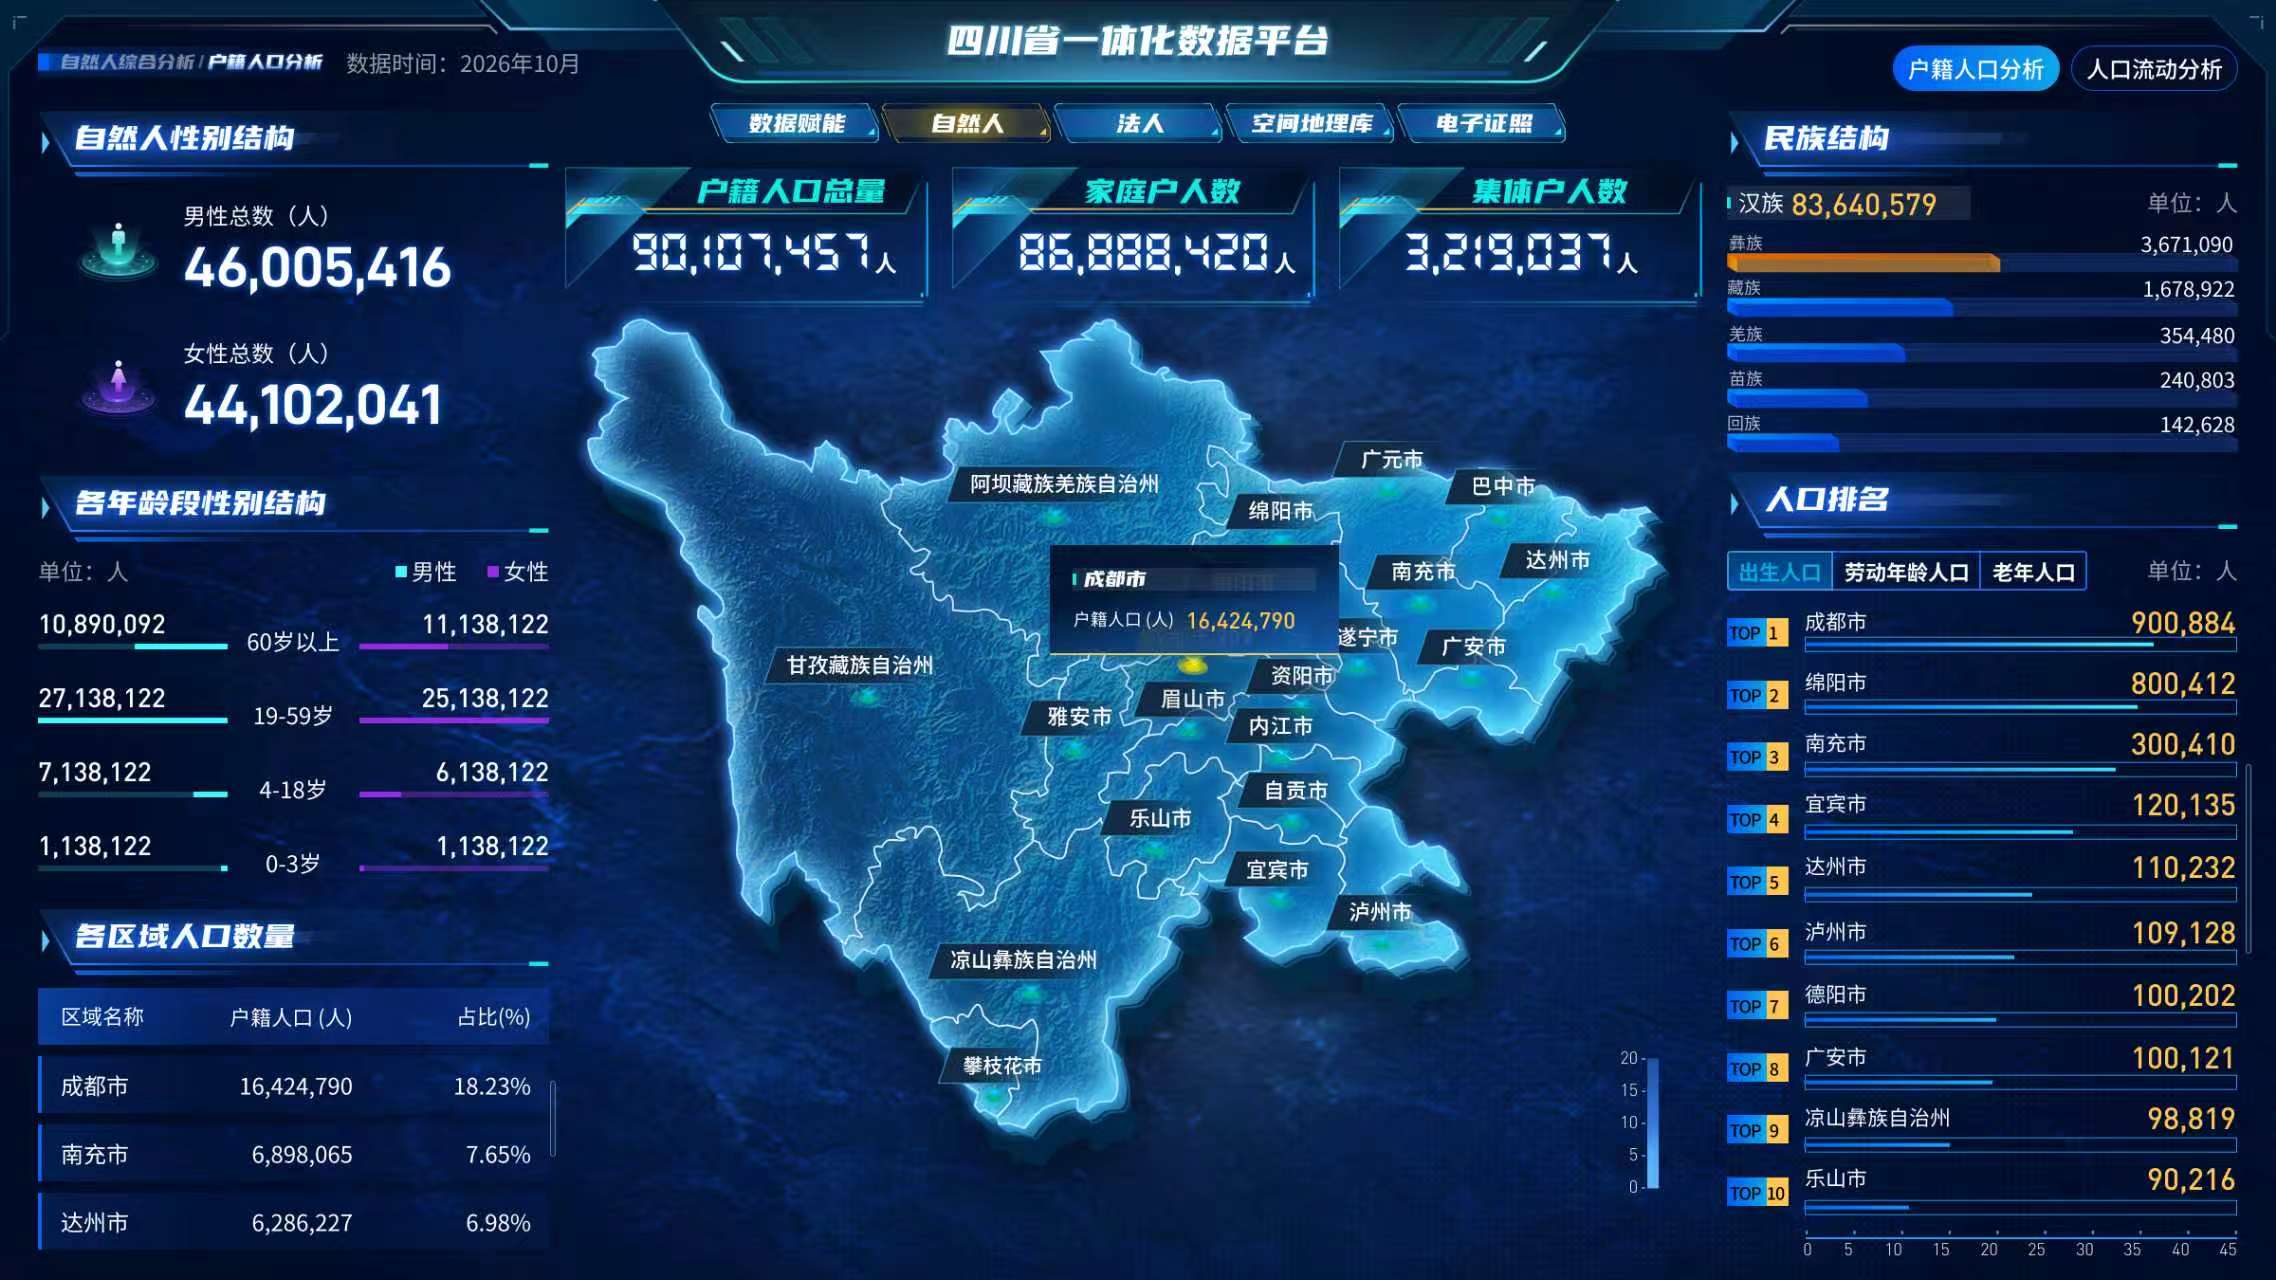 四川省一体化数据平台
自然人综合分析/户籍人口分析
数据时间：2026年10月
户籍人口分析
人口流动分析
数据赋能
自然人
法人
空间地理库
电子证照
自然人性别结构
男性总数（人）
46,005,416
女性总数（人）
44,102,041
各年龄段性别结构
单位：人
男性
女性
10,890,092
60岁以上
11,138,122
27,138,122
19-59岁
25,138,122
7,138,122
4-18岁
6,138,122
1,138,122
0-3岁
1,138,122
各区域人口数量
区域名称 户籍人口 (人) 占比(%)
成都市 16,424,790 18.23%
南充市 6,898,065 7.65%
达州市 6,286,227 6.98%
户籍人口总量
90,107,457人
家庭户人数
86,888,420人
集体户人数
3,219,037人
广元市
阿坝藏族羌族自治州
巴中市
绵阳市
达州市
南充市
成都市
户籍人口 (人) 16,424,790
遂宁市
广安市
甘孜藏族自治州
资阳市
眉山市
雅安市
内江市
自贡市
乐山市
宜宾市
泸州市
凉山彝族自治州
攀枝花市
20
15
10
5
0
民族结构
汉族 83,640,579
单位：人
彝族 3,671,090
藏族 1,678,922
羌族 354,480
苗族 240,803
回族 142,628
人口排名
出生人口 劳动年龄人口 老年人口
单位：人
TOP 1 成都市 900,884
TOP 2 绵阳市 800,412
TOP 3 南充市 300,410
TOP 4 宜宾市 120,135
TOP 5 达州市 110,232
TOP 6 泸州市 109,128
TOP 7 德阳市 100,202
TOP 8 广安市 100,121
TOP 9 凉山彝族自治州 98,819
TOP 10 乐山市 90,216
0 5 10 15 20 25 30 35 40 45